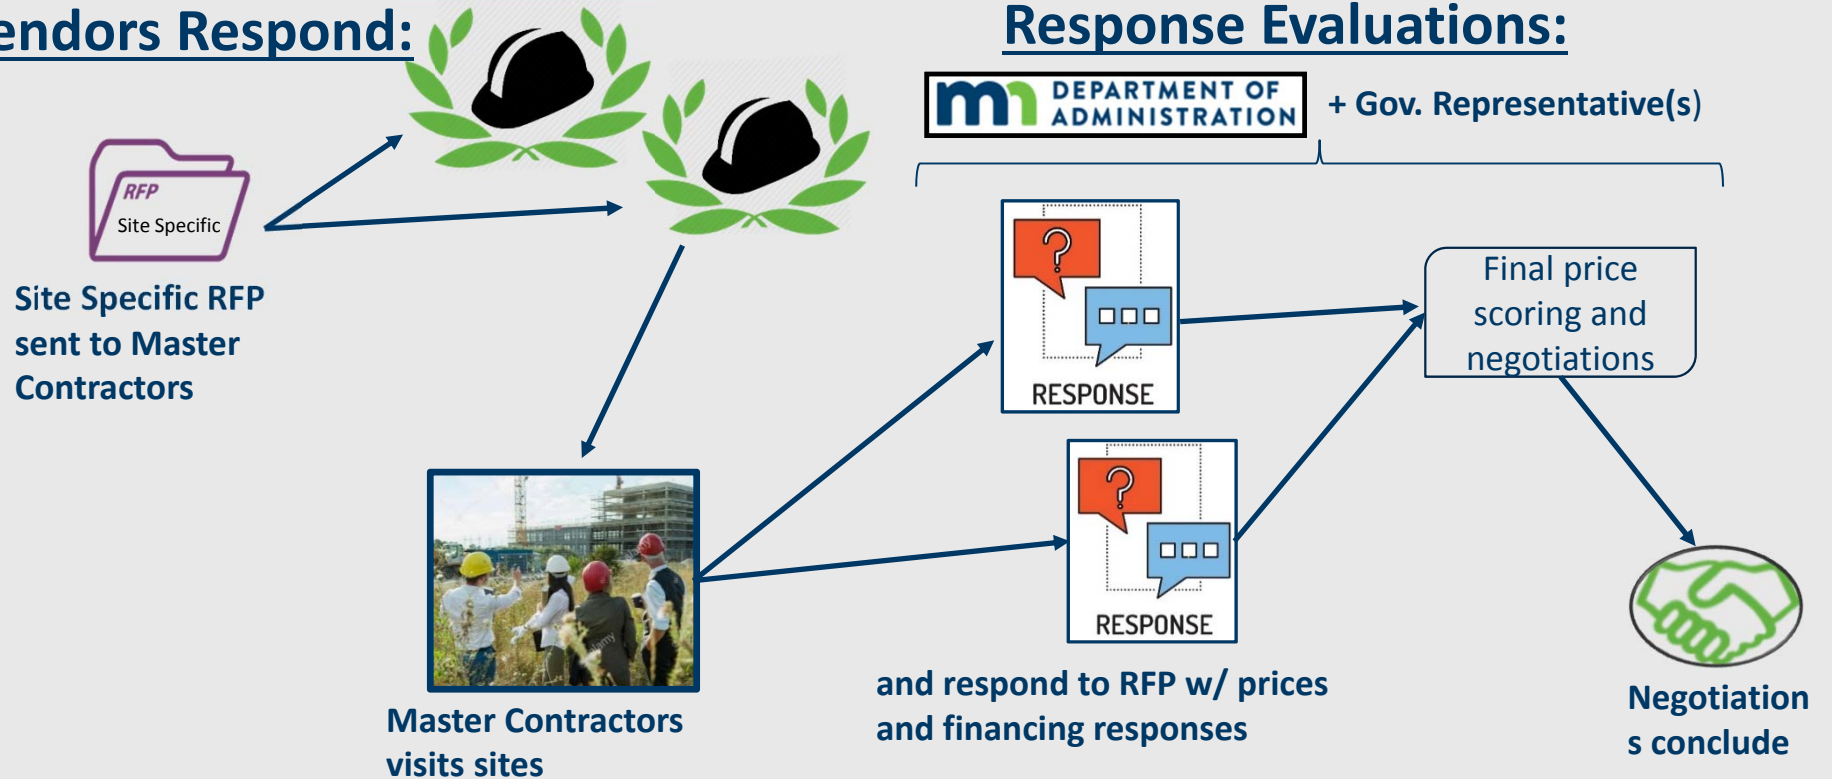 endors Respond:
Response Evaluations:
mn DEPARTMENT OF
ADMINISTRATION
+ Gov. Representative(s)
RFP
Site Specific
Site Specific RFP
sent to Master
Contractors
RESPONSE
Final price
scoring and
negotiations
RESPONSE
Master Contractors
visits sites
and respond to RFP w/ prices
and financing responses
Negotiation
s conclude